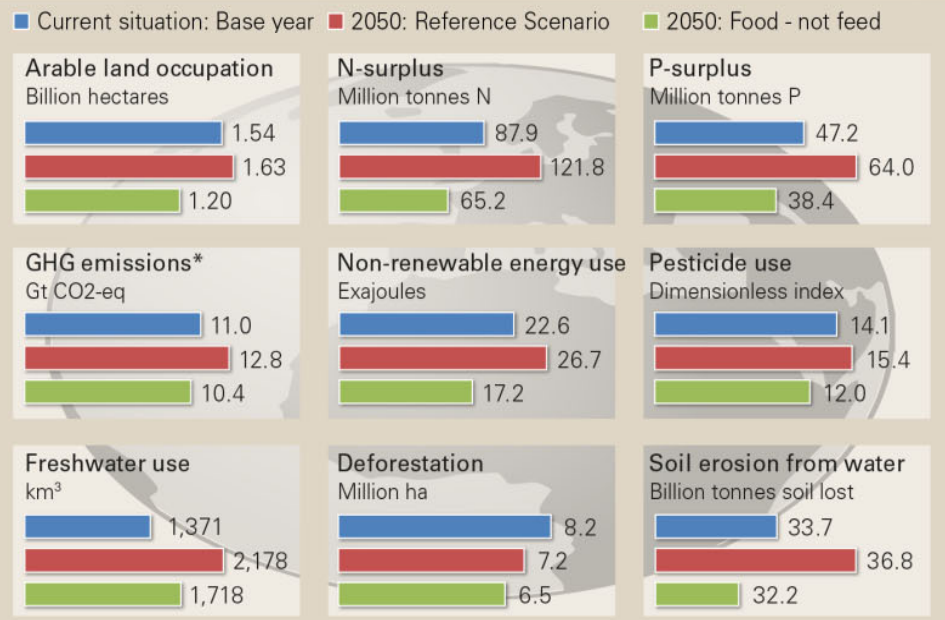 Current situation: Base year 2050: Reference Scenario 2050: Food - not feed
Arable land occupation
Billion hectares
1.54
1.63
1.20
N-surplus
Million tonnes N
87.9
121.8
65.2
P-surplus
Million tonnes P
47.2
64.0
38.4
GHG emissions*
Gt CO2-eq
11.0
12.8
10.4
Non-renewable energy use
Exajoules
22.6
26.7
17.2
Pesticide use
Dimensionless index
14.1
15.4
12.0
Freshwater use
km³
1,371
2,178
1,718
Deforestation
Million ha
8.2
7.2
6.5
Soil erosion from water
Billion tonnes soil lost
33.7
36.8
32.2